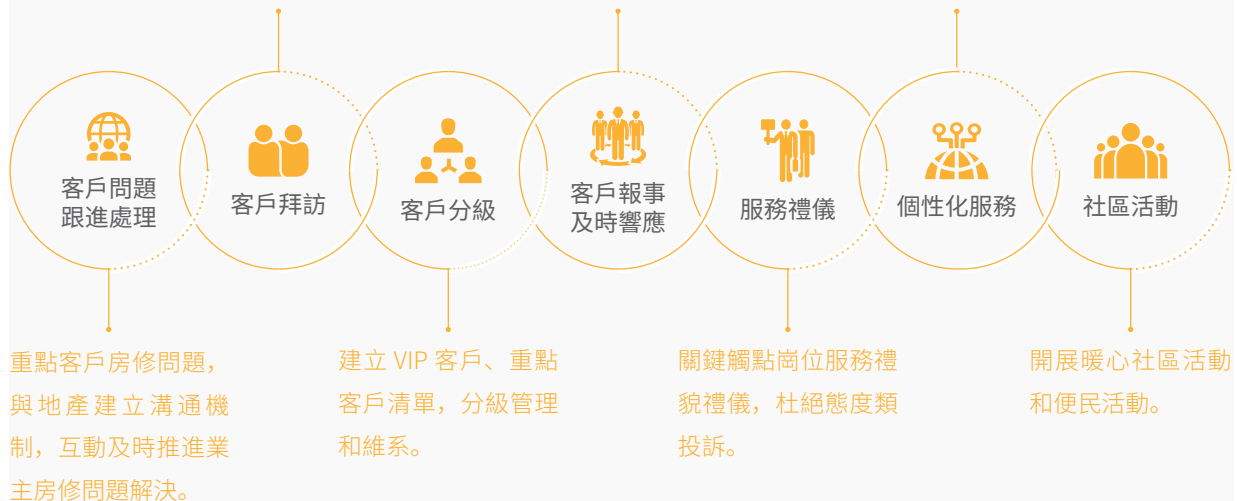 客戶問題
跟進處理
客戶拜訪
客戶分級
客戶報事
及時響應
服務禮儀
個性化服務
社區活動
重點客戶房修問題，
與地產建立溝通機
制，互動及時推進業
主房修問題解決。
建立 VIP 客戶、重點
客戶清單，分級管理
和維系。
關鍵觸點崗位服務禮
貌禮儀，杜絕態度類
投訴。
開展暖心社區活動
和便民活動。